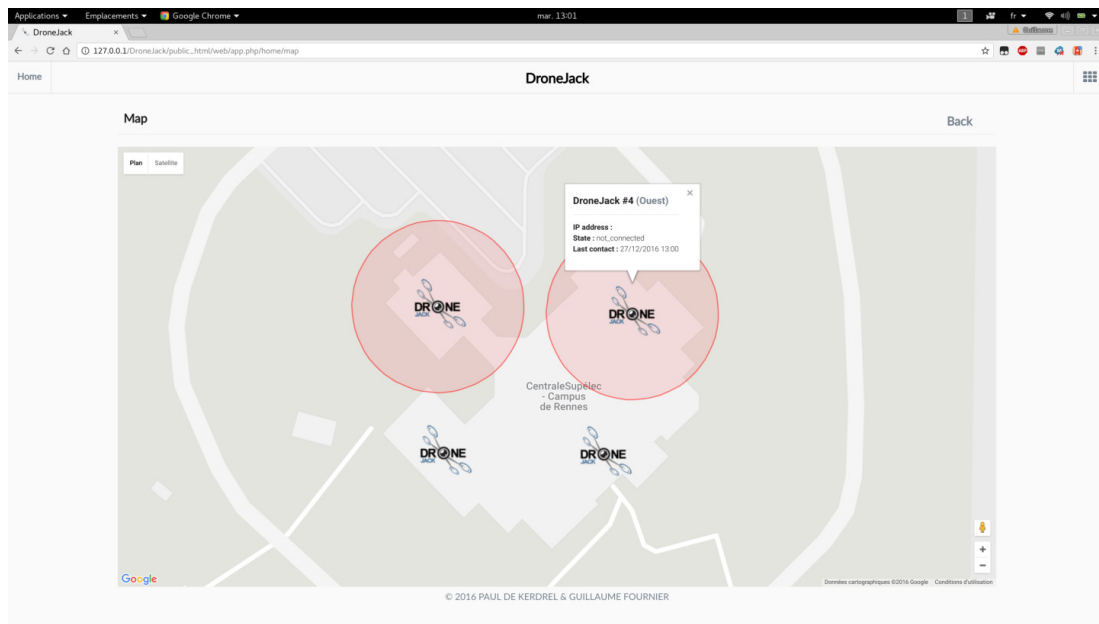 Applications Emplacements Google Chrome mar. 13:01 1 fr
DroneJack × Guillaume
127.0.0.1/DroneJack/public_html/web/app.php/home/map
Home DroneJack
Map Back
Plan Satellite
DroneJack #4 (Ouest) ×
IP address :
State : not_connected
Last contact : 27/12/2016 13:00
DRONE DRONE
JACK JACK
CentraleSupélec
- Campus
de Rennes
DRONE DRONE
JACK JACK
+
−
Google Données cartographiques ©2016 Google Conditions d'utilisation
© 2016 PAUL DE KERDREL & GUILLAUME FOURNIER